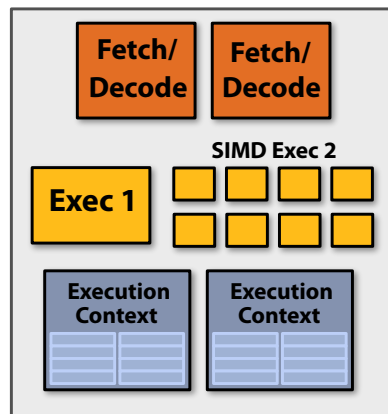 Fetch/
Decode
Fetch/
Decode
SIMD Exec 2
Exec 1
Execution
Context
Execution
Context